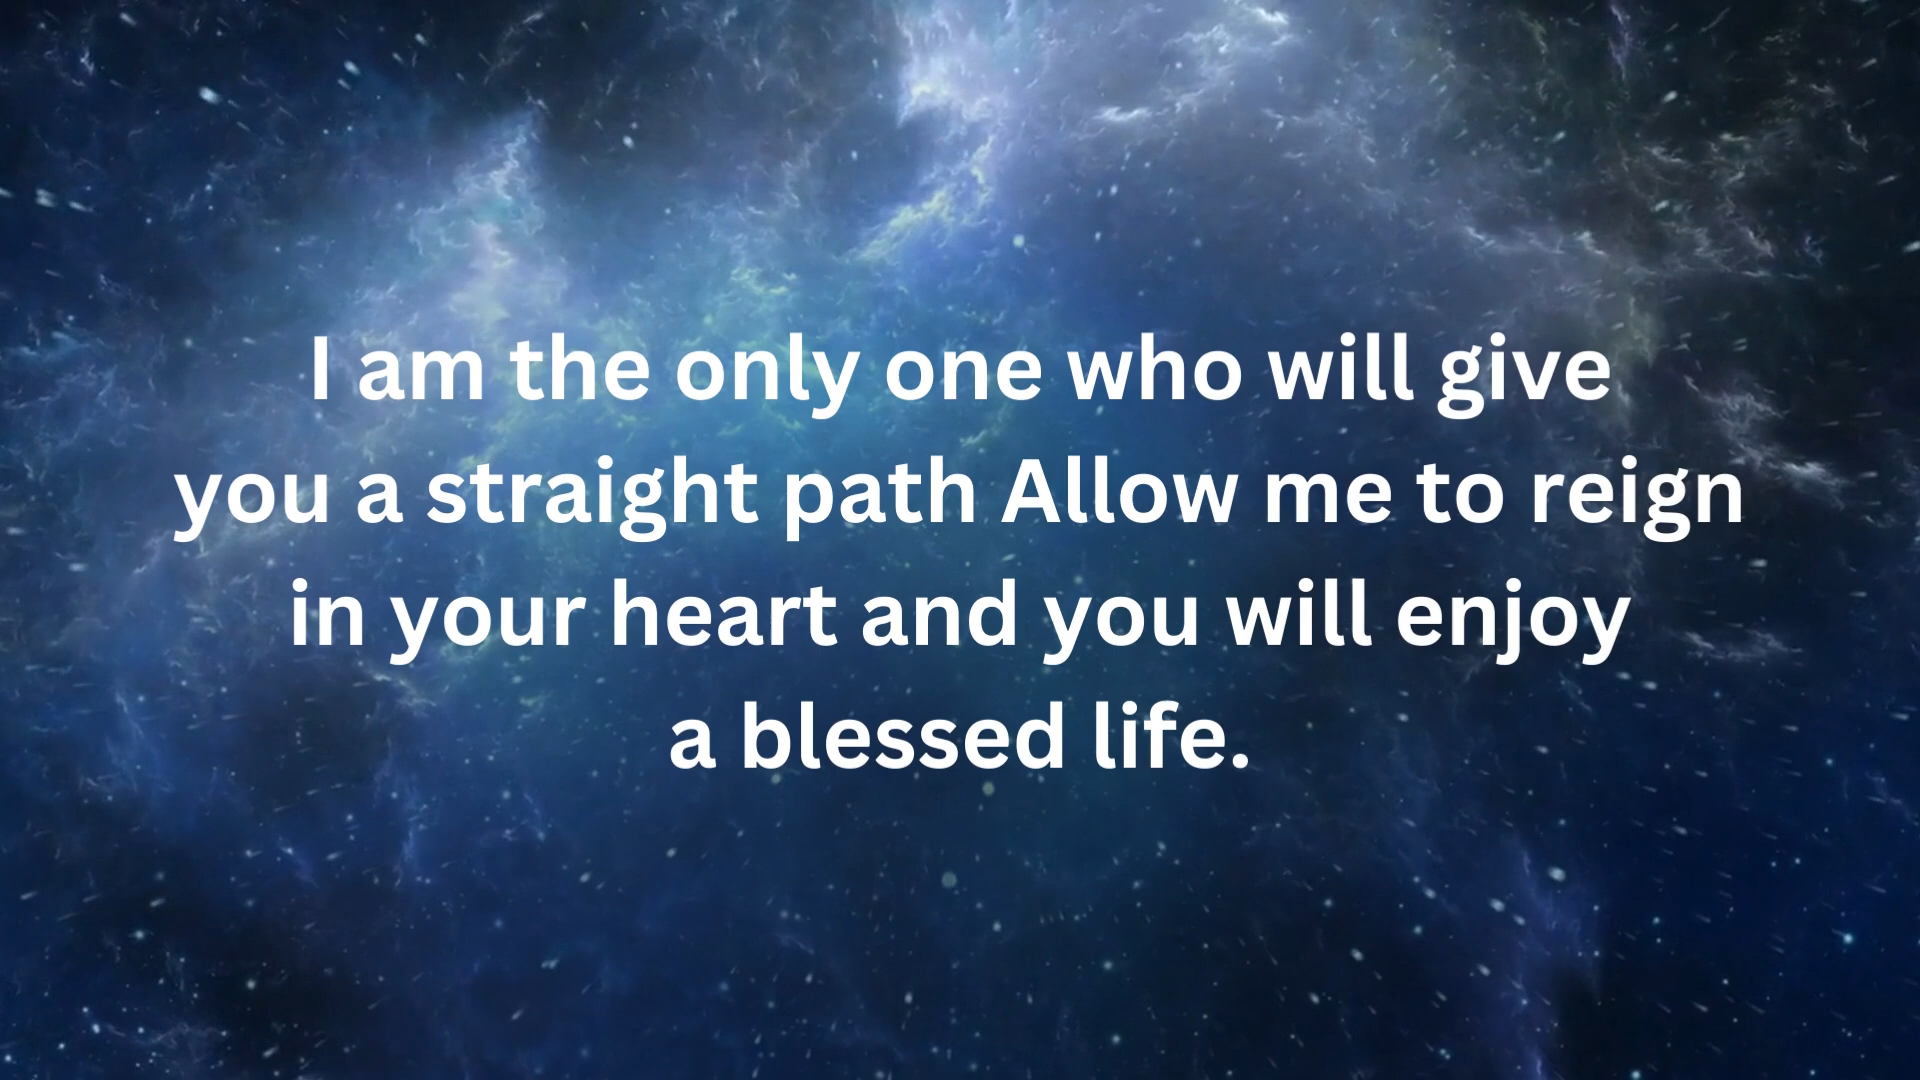 I am the only one who will give
you a straight path Allow me to reign
in your heart and you will enjoy
a blessed life.